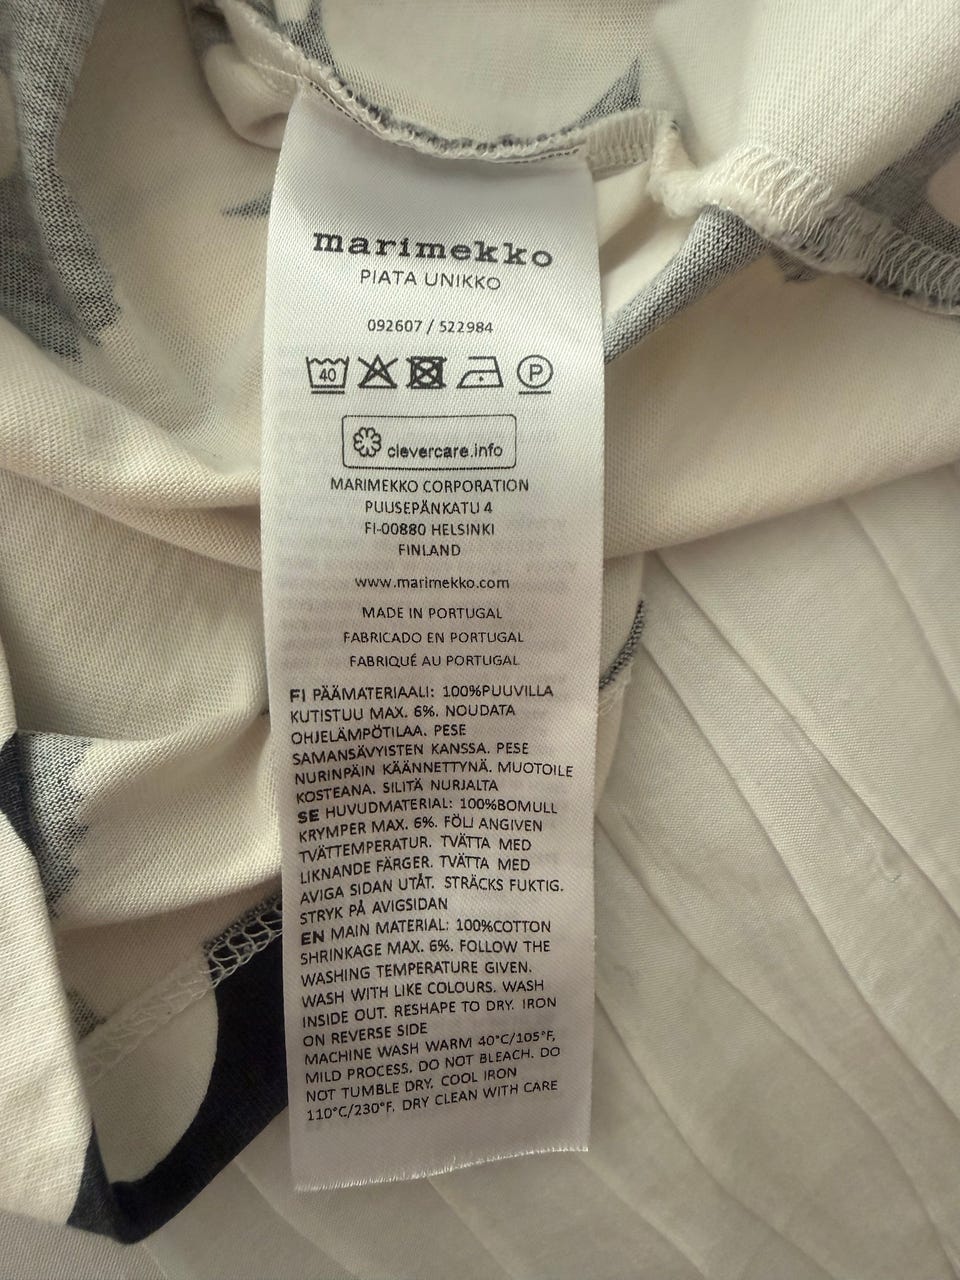 marimekko
PIATA UNIKKO
092607 / 522984
40 P
clevercare.info
MARIMEKKO CORPORATION
PUUSEPÄNKATU 4
FI-00880 HELSINKI
FINLAND
www.marimekko.com
MADE IN PORTUGAL
FABRICADO EN PORTUGAL
FABRIQUÉ AU PORTUGAL
FI PÄÄMATERIAALI: 100%PUUVILLA
KUTISTUU MAX. 6%. NOUDATA
OHJELÄMPÖTILAA. PESE
SAMANSÄVYISTEN KANSSA. PESE
NURINPÄIN KÄÄNNETTYNÄ. MUOTOILE
KOSTEANA. SILITÄ NURJALTA
SE HUVUDMATERIAL: 100%BOMULL
KRYMPER MAX. 6%. FÖLJ ANGIVEN
TVÄTTEMPERATUR. TVÄTTA MED
LIKNANDE FÄRGER. TVÄTTA MED
AVIGA SIDAN UTÅT. STRÄCKS FUKTIG.
STRYK PÅ AVIGSIDAN
EN MAIN MATERIAL: 100%COTTON
SHRINKAGE MAX. 6%. FOLLOW THE
WASHING TEMPERATURE GIVEN.
WASH WITH LIKE COLOURS. WASH
INSIDE OUT. RESHAPE TO DRY. IRON
ON REVERSE SIDE
MACHINE WASH WARM 40°C/105°F,
MILD PROCESS. DO NOT BLEACH. DO
NOT TUMBLE DRY. COOL IRON
110°C/230°F. DRY CLEAN WITH CARE